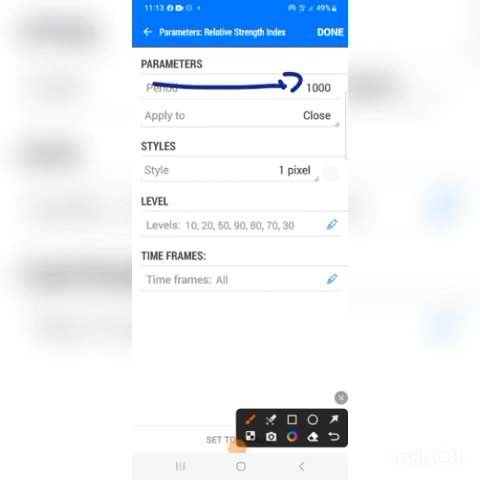 11:13 49%
Parameters: Relative Strength Index DONE
PARAMETERS
Period 1000
Apply to Close
STYLES
Style 1 pixel
LEVEL
Levels: 10, 20, 50, 90, 80, 70, 30
TIME FRAMES:
Time frames: All
SET TO
InShot